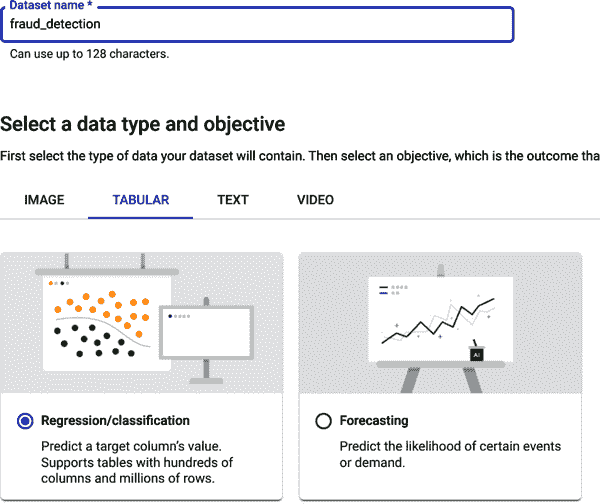 Dataset name *
fraud_detection
Can use up to 128 characters.
Select a data type and objective
First select the type of data your dataset will contain. Then select an objective, which is the outcome tha
IMAGE TABULAR TEXT VIDEO
AI
Regression/classification
Predict a target column's value.
Supports tables with hundreds of
columns and millions of rows.
Forecasting
Predict the likelihood of certain events
or demand.